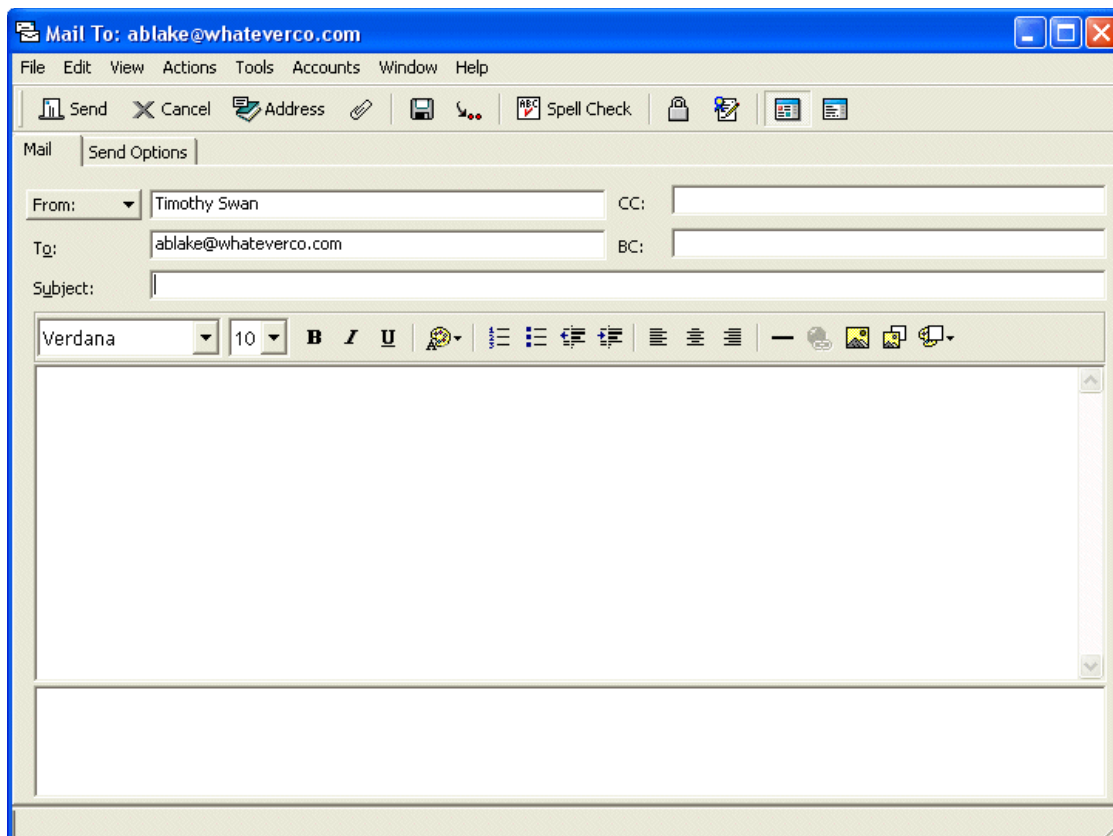 Mail To: ablake@whateverco.com
File Edit View Actions Tools Accounts Window Help
Send Cancel Address ABC Spell Check
Mail Send Options
From: Timothy Swan CC:
To: ablake@whateverco.com BC:
Subject:
Verdana 10 B I U